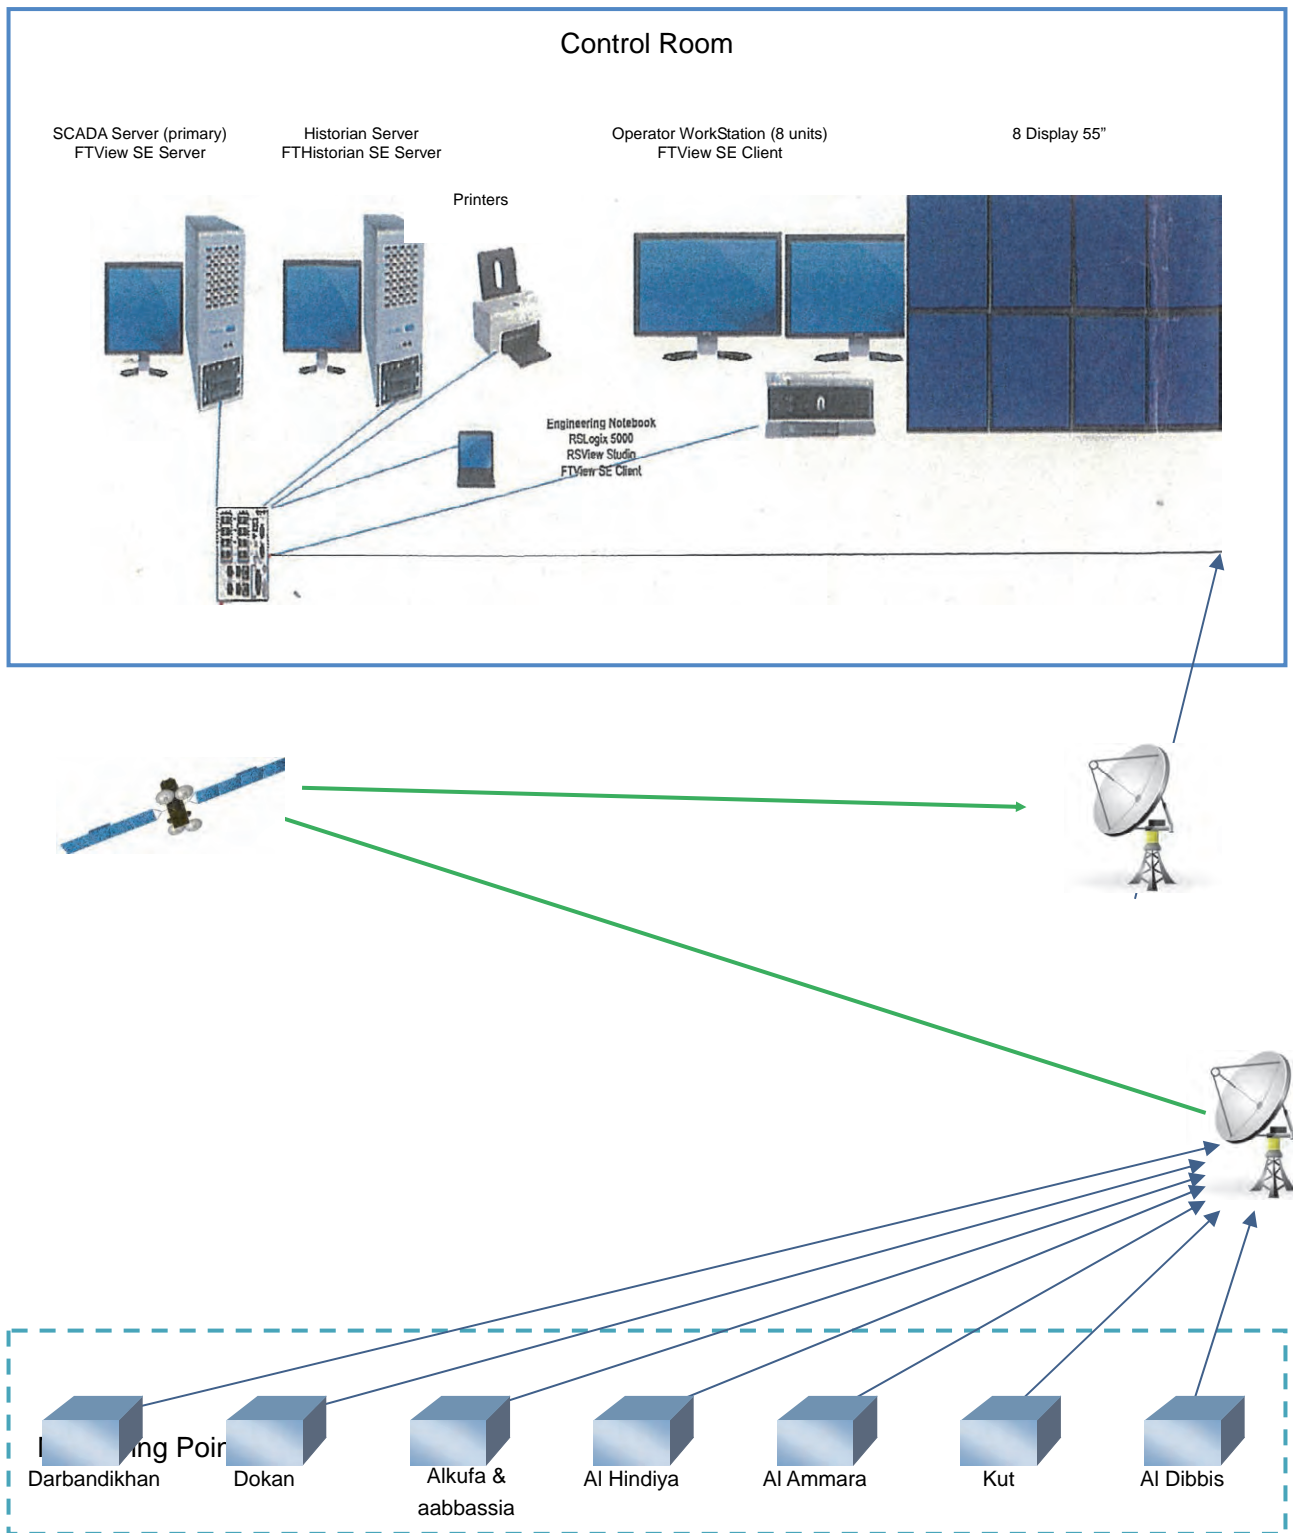 Control Room
SCADA Server (primary)
FTView SE Server
Historian Server
FTHistorian SE Server
Operator WorkStation (8 units)
FTView SE Client
8 Display 55”
Printers
Engineering Notebook
RSLogix 5000
RSView Studio
FTView SE Client
Darbandikhan
Dokan
Alkufa &
aabbassia
Al Hindiya
Al Ammara
Kut
Al Dibbis